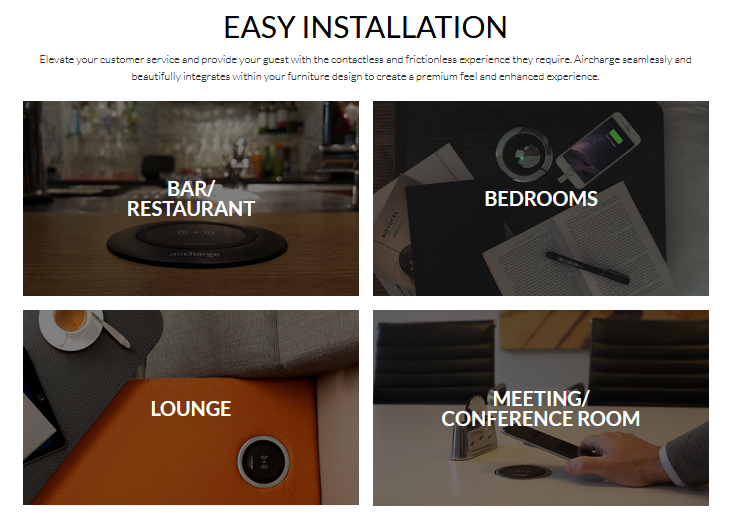 EASY INSTALLATION
Elevate your customer service and provide your guest with the contactless and frictionless experience they require. Aircharge seamlessly and
beautifully integrates within your furniture design to create a premium feel and enhanced experience.
BAR/
RESTAURANT
aircharge
BEDROOMS
NOVOTEL
LOUNGE
MEETING/
CONFERENCE ROOM